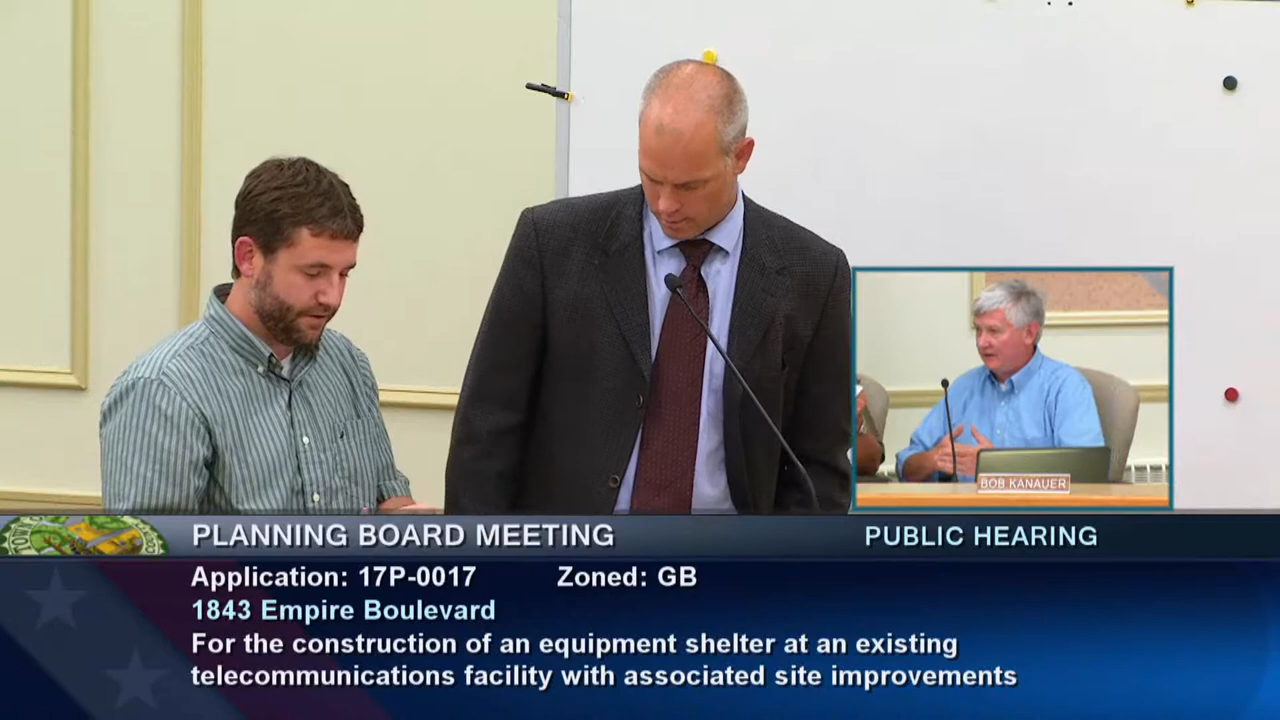 BOB KANAUER
PLANNING BOARD MEETING
PUBLIC HEARING
Application: 17P-0017 Zoned: GB
1843 Empire Boulevard
For the construction of an equipment shelter at an existing
telecommunications facility with associated site improvements